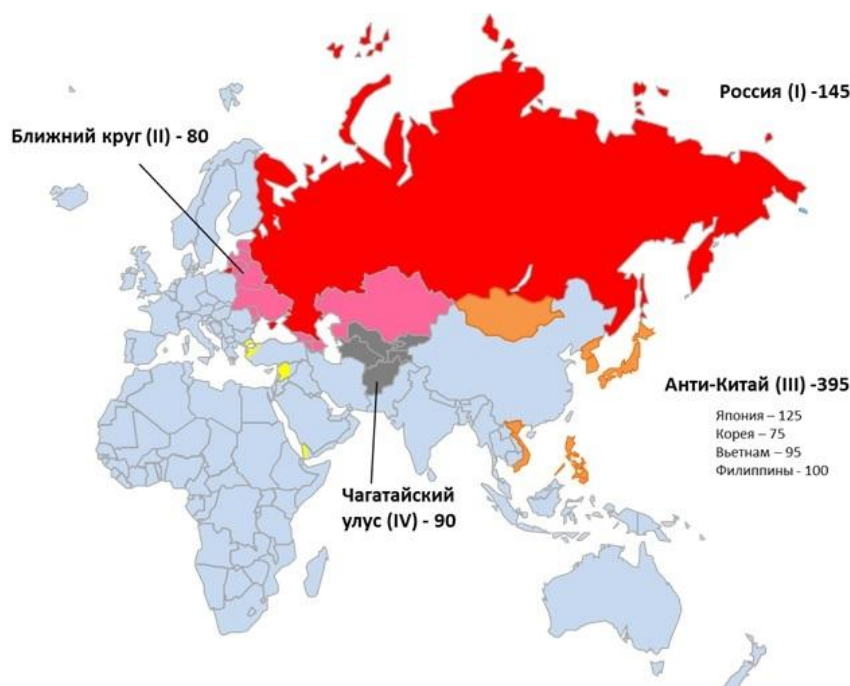 Россия (I) -145
Ближний круг (II) - 80
Анти-Китай (III) -395
Япония – 125
Корея – 75
Вьетнам – 95
Филиппины - 100
Чагатайский
улус (IV) - 90